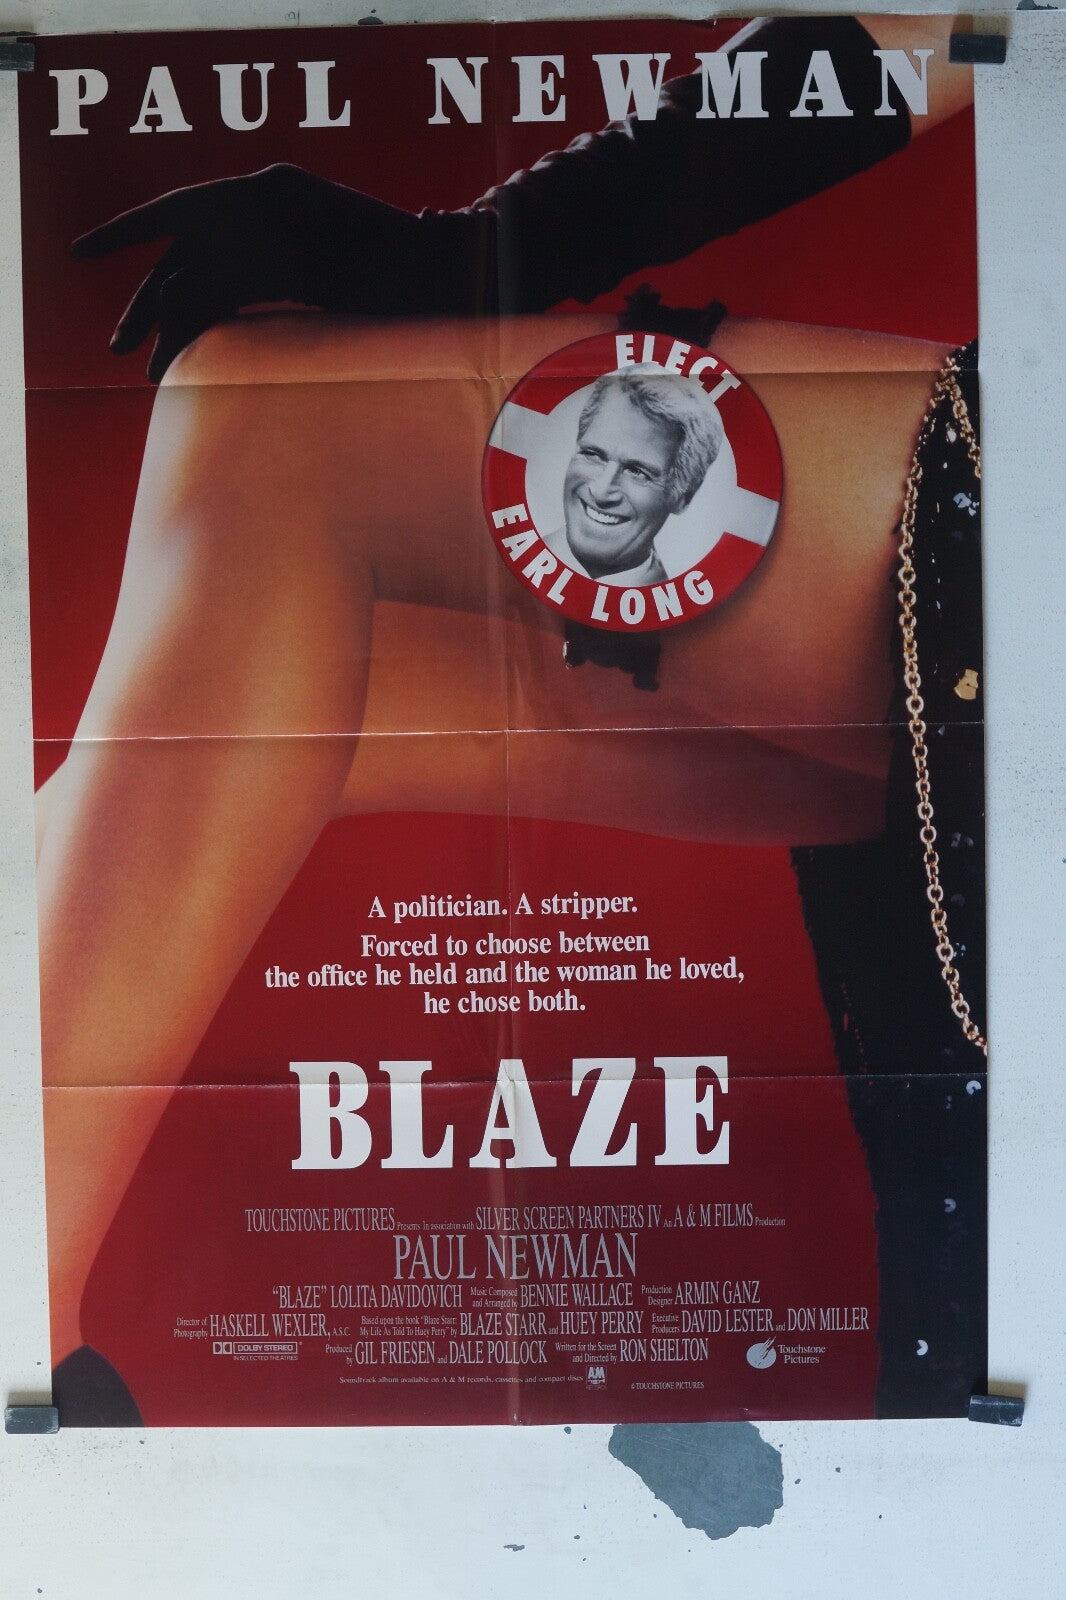 PAUL NEWMAN
ELECT
EARL LONG
A politician. A stripper.
Forced to choose between
the office he held and the woman he loved,
he chose both.
BLAZE
TOUCHSTONE PICTURES Presents In association with SILVER SCREEN PARTNERS IV An A & M FILMS Production
PAUL NEWMAN
"BLAZE" LOLITA DAVIDOVICH Music Composed and Arranged by BENNIE WALLACE Production Designer ARMIN GANZ
Director of Photography HASKELL WEXLER, A.S.C. Based upon the book "Blaze Starr: My Life As Told To Huey Perry" by BLAZE STARR and HUEY PERRY Executive Producers DAVID LESTER and DON MILLER
DOLBY STEREO IN SELECTED THEATRES Produced by GIL FRIESEN and DALE POLLOCK Written for the Screen and Directed by RON SHELTON Touchstone Pictures
Soundtrack album available on A & M records, cassettes and compact discs A&M © TOUCHSTONE PICTURES